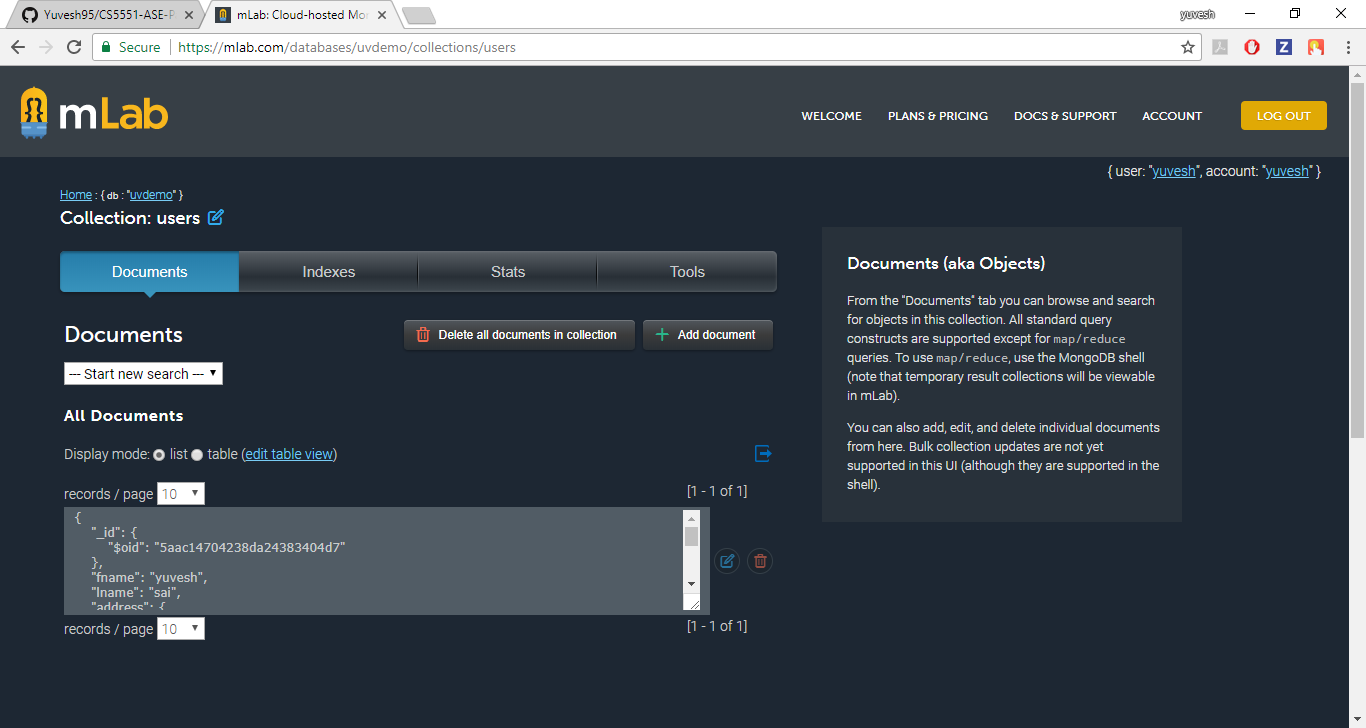 Yuvesh95/CS5551-ASE-P
mLab: Cloud-hosted Mon
yuvesh
Secure
https://mlab.com/databases/uvdemo/collections/users
mLab
WELCOME
PLANS & PRICING
DOCS & SUPPORT
ACCOUNT
LOG OUT
{ user: "yuvesh", account: "yuvesh" }
Home : { db : "uvdemo" }
Collection: users
Documents
Indexes
Stats
Tools
Documents
Delete all documents in collection
Add document
--- Start new search ---
All Documents
Display mode: list table (edit table view)
records / page 10
[1 - 1 of 1]
{
"_id": {
"$oid": "5aac14704238da24383404d7"
},
"fname": "yuvesh",
"lname": "sai",
"address": {
records / page 10
[1 - 1 of 1]
Documents (aka Objects)
From the "Documents" tab you can browse and search
for objects in this collection. All standard query
constructs are supported except for map/reduce
queries. To use map/reduce, use the MongoDB shell
(note that temporary result collections will be viewable
in mLab).
You can also add, edit, and delete individual documents
from here. Bulk collection updates are not yet
supported in this UI (although they are supported in the
shell).